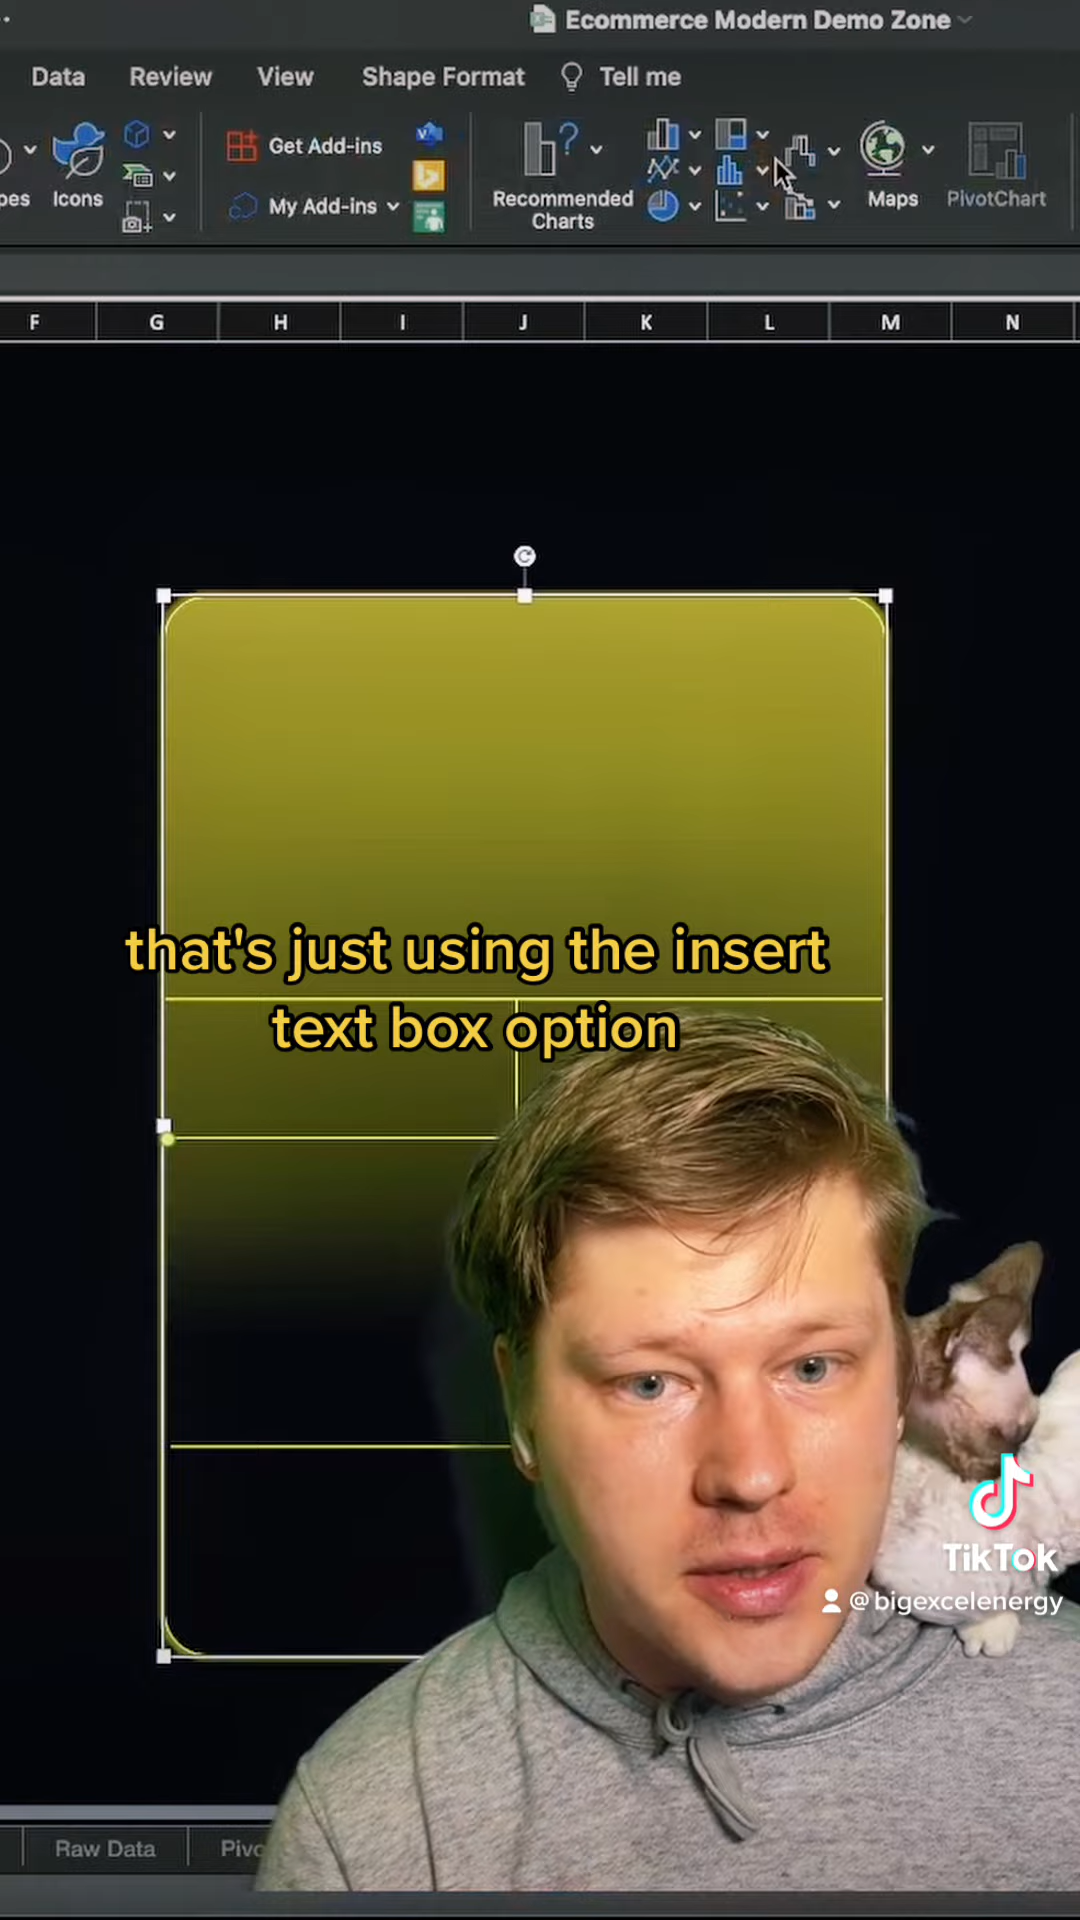 Ecommerce Modern Demo Zone
Data Review View Shape Format Tell me
Get Add-ins
My Add-ins
Icons
Recommended
Charts
Maps
PivotChart
G H I J K L M N
F
that's just using the insert
text box option
TikTok
@bigexcelenergy
Raw Data